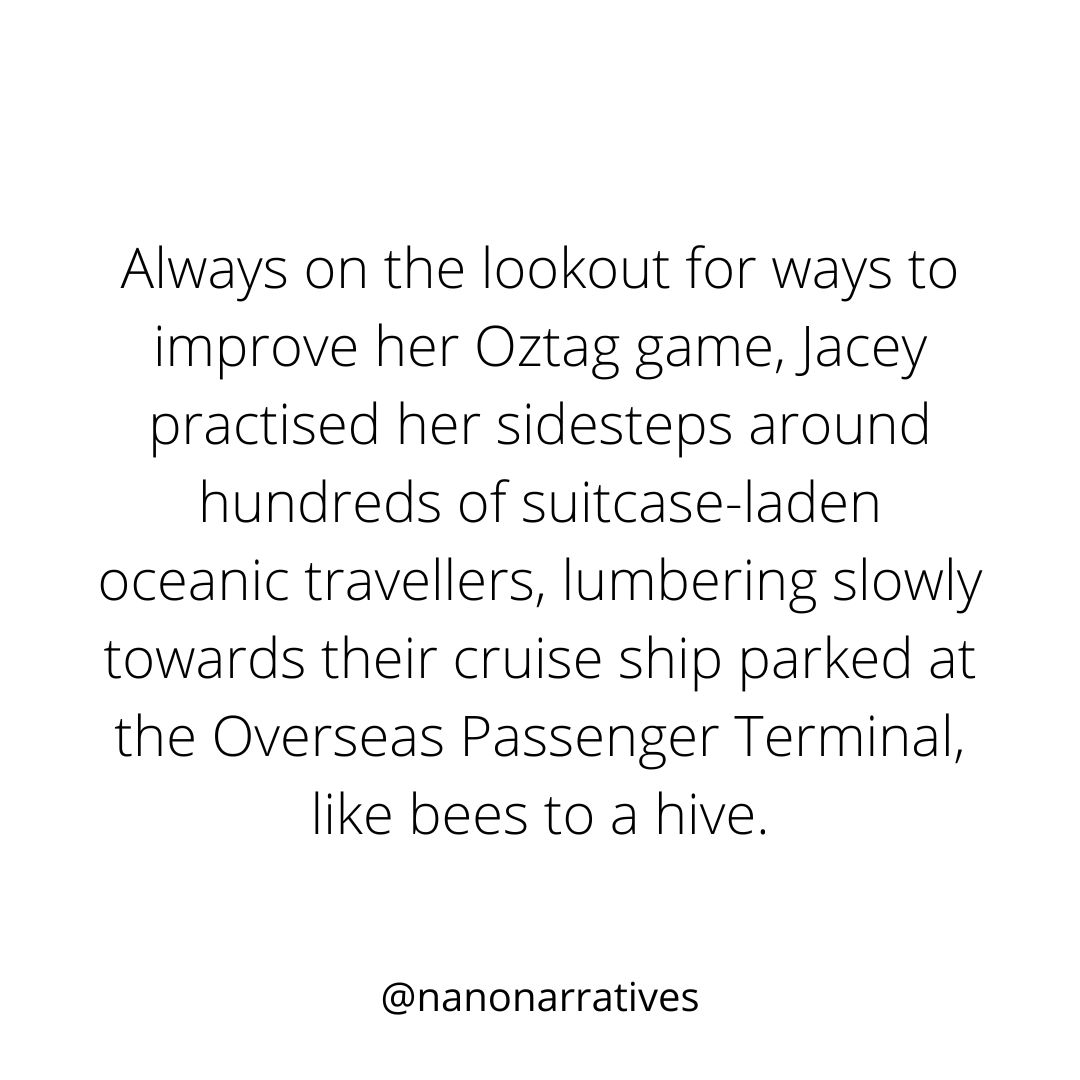 Always on the lookout for ways to
improve her Oztag game, Jacey
practised her sidesteps around
hundreds of suitcase-laden
oceanic travellers, lumbering slowly
towards their cruise ship parked at
the Overseas Passenger Terminal,
like bees to a hive.
@nanonarratives